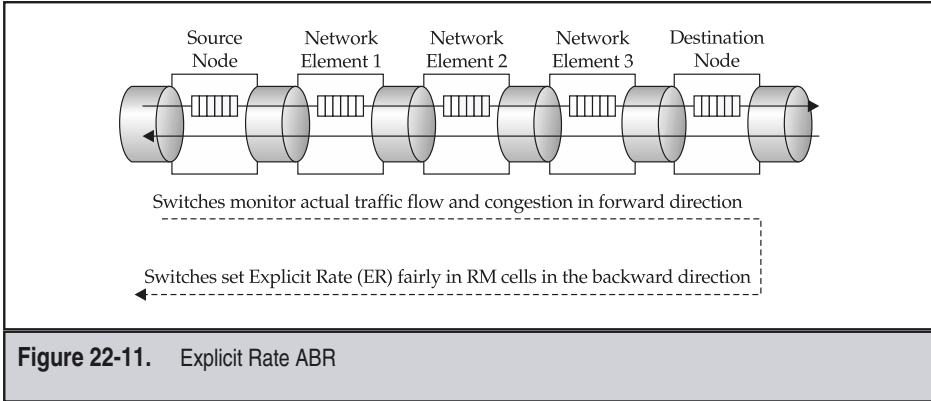 Source Node
Network Element 1
Network Element 2
Network Element 3
Destination Node
Switches monitor actual traffic flow and congestion in forward direction
Switches set Explicit Rate (ER) fairly in RM cells in the backward direction
Figure 22-11. Explicit Rate ABR